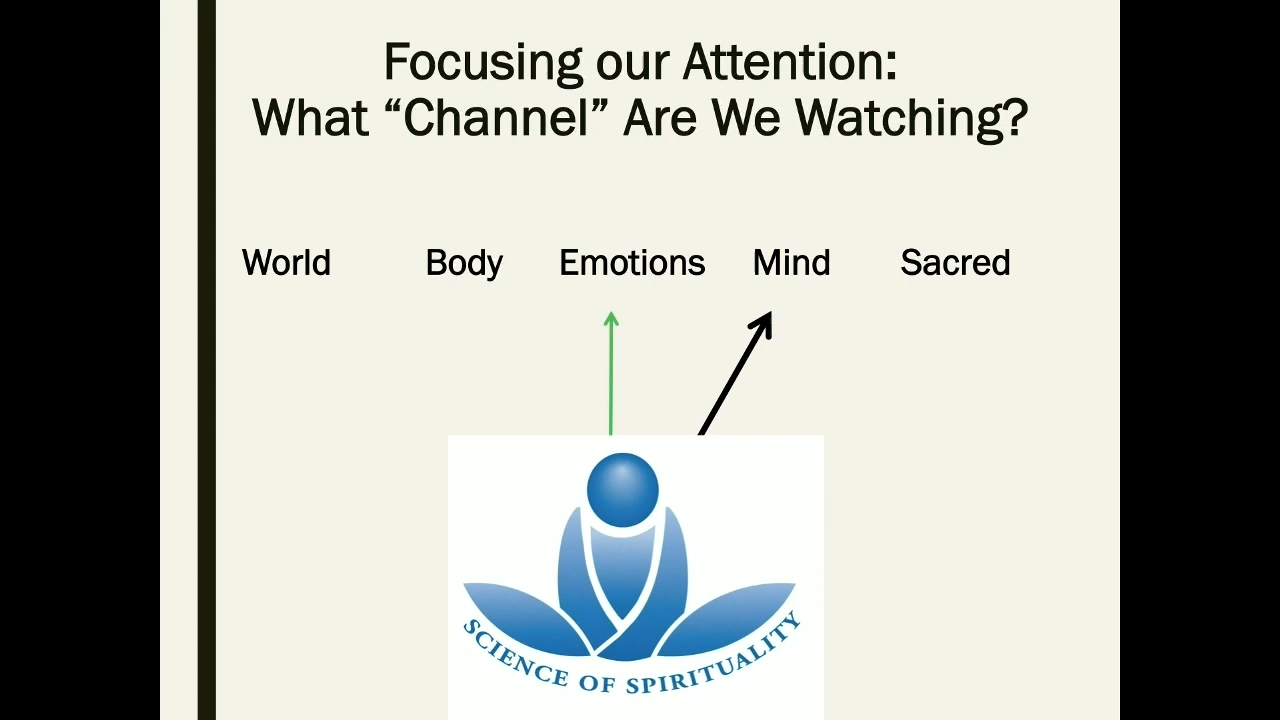 Focusing our Attention:
What “Channel” Are We Watching?
World Body Emotions Mind Sacred
SCIENCE OF SPIRITUALITY